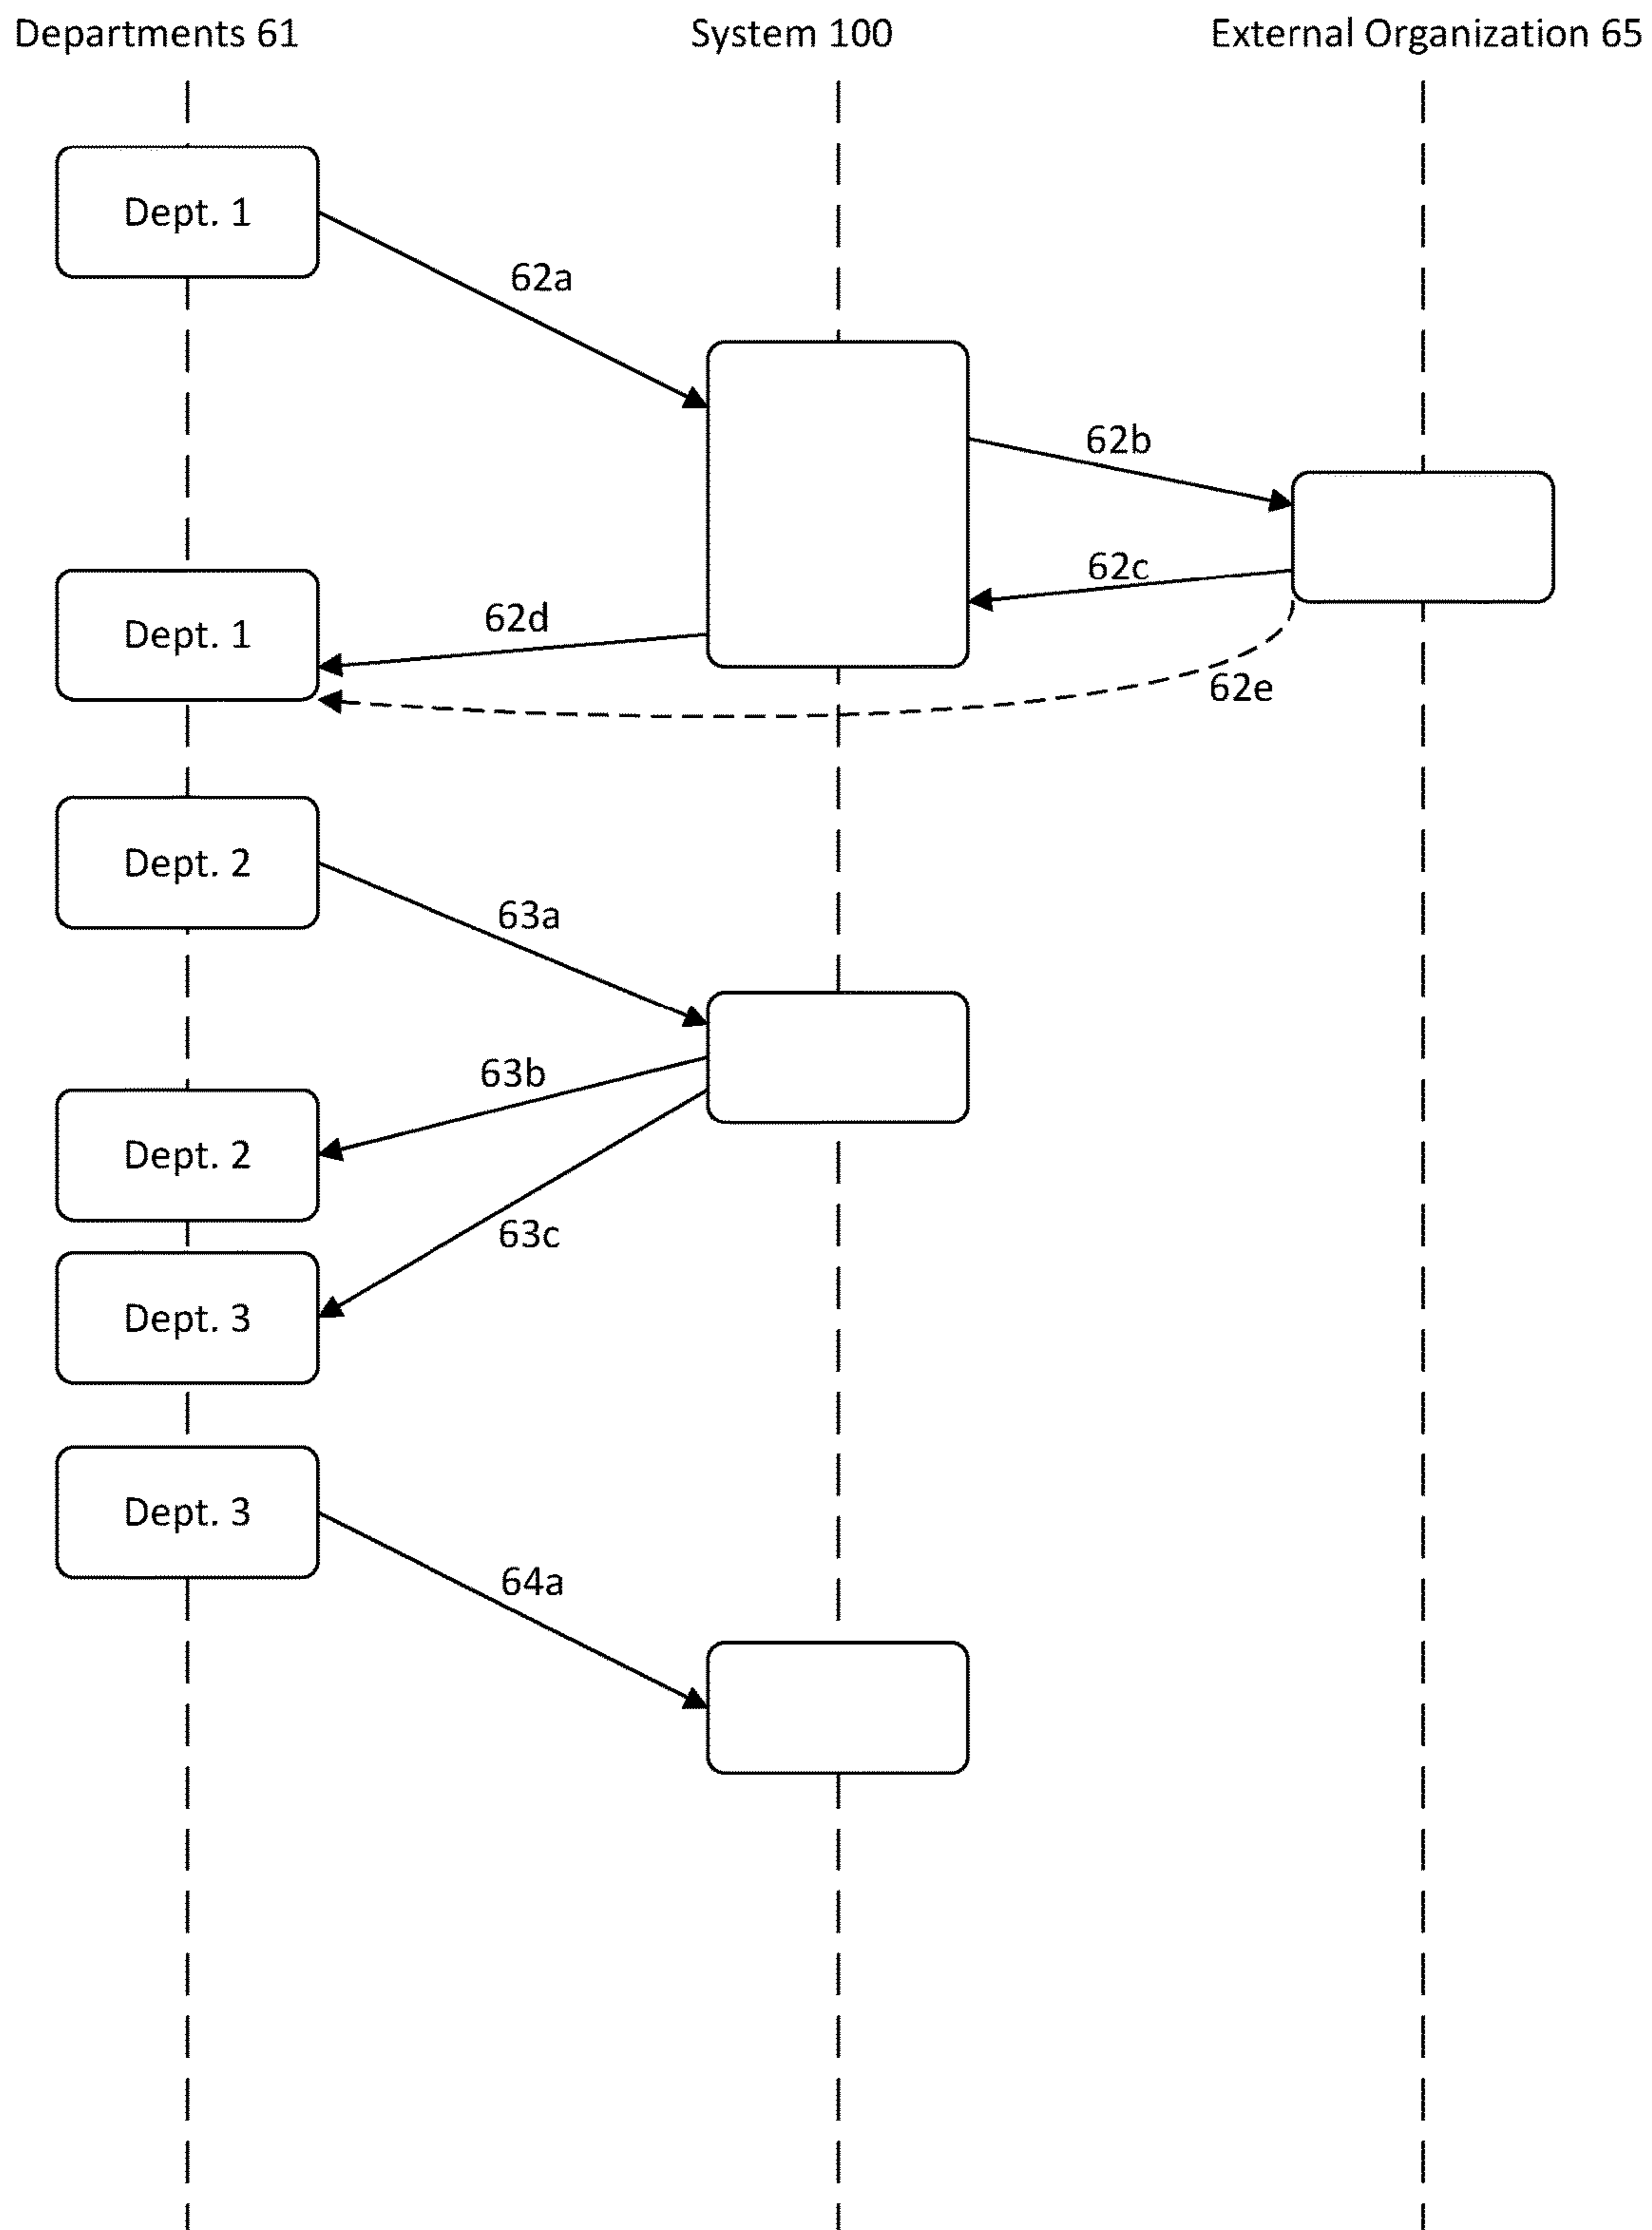 Departments 61
System 100
External Organization 65
Dept. 1
62a
62b
62c
62d
Dept. 1
62e
Dept. 2
63a
63b
Dept. 2
63c
Dept. 3
Dept. 3
64a